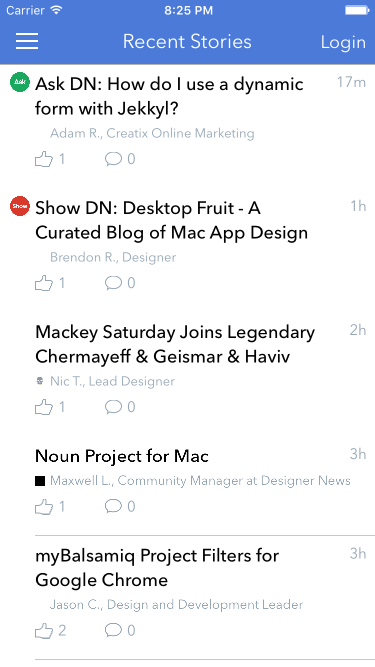 Carrier 8:25 PM
Recent Stories Login
Ask Ask DN: How do I use a dynamic 17m
form with Jekkyl?
Adam R., Creatix Online Marketing
1 0
Show Show DN: Desktop Fruit - A 1h
Curated Blog of Mac App Design
Brendon R., Designer
1 0
Mackey Saturday Joins Legendary 2h
Chermayeff & Geismar & Haviv
Nic T., Lead Designer
1 0
Noun Project for Mac 3h
Maxwell L., Community Manager at Designer News
1 0
myBalsamiq Project Filters for 3h
Google Chrome
Jason C., Design and Development Leader
2 0